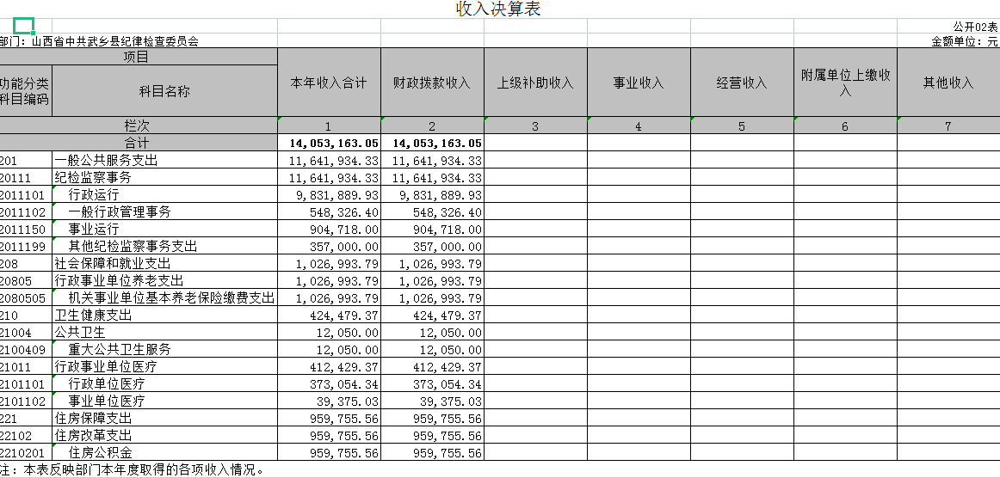 收入决算表
公开02表
部门：山西省中共武乡县纪律检查委员会 金额单位：元
项目 本年收入合计 财政拨款收入 上级补助收入 事业收入 经营收入 附属单位上缴收入 其他收入
功能分类科目编码 科目名称
栏次 1 2 3 4 5 6 7
合计 14,053,163.05 14,053,163.05
201 一般公共服务支出 11,641,934.33 11,641,934.33
20111 纪检监察事务 11,641,934.33 11,641,934.33
2011101 行政运行 9,831,889.93 9,831,889.93
2011102 一般行政管理事务 548,326.40 548,326.40
2011150 事业运行 904,718.00 904,718.00
2011199 其他纪检监察事务支出 357,000.00 357,000.00
208 社会保障和就业支出 1,026,993.79 1,026,993.79
20805 行政事业单位养老支出 1,026,993.79 1,026,993.79
2080505 机关事业单位基本养老保险缴费支出 1,026,993.79 1,026,993.79
210 卫生健康支出 424,479.37 424,479.37
21004 公共卫生 12,050.00 12,050.00
2100409 重大公共卫生服务 12,050.00 12,050.00
21011 行政事业单位医疗 412,429.37 412,429.37
2101101 行政单位医疗 373,054.34 373,054.34
2101102 事业单位医疗 39,375.03 39,375.03
221 住房保障支出 959,755.56 959,755.56
22102 住房改革支出 959,755.56 959,755.56
2210201 住房公积金 959,755.56 959,755.56
注：本表反映部门本年度取得的各项收入情况。